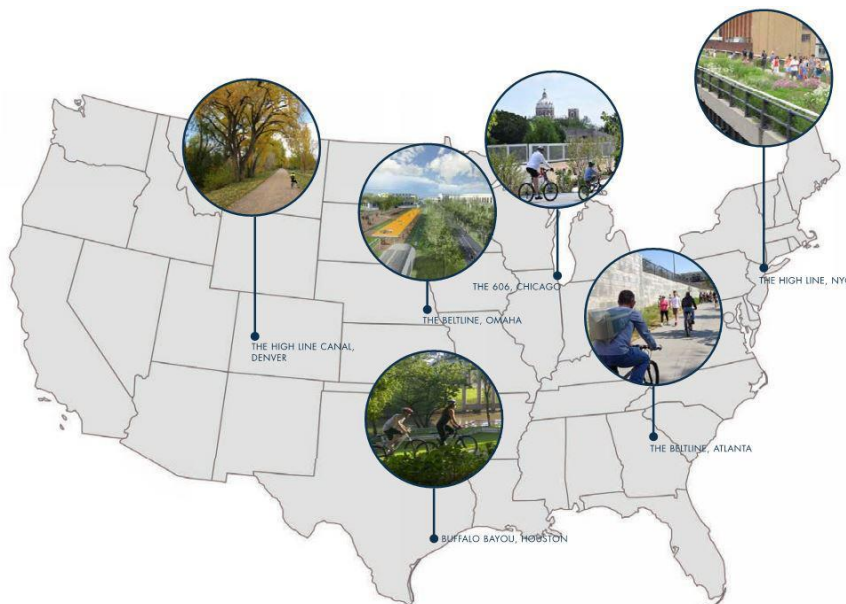 THE 606, CHICAGO
THE HIGH LINE, NYC
THE BELTLINE, OMAHA
THE HIGH LINE CANAL,
DENVER
THE BELTLINE, ATLANTA
BUFFALO BAYOU, HOUSTON